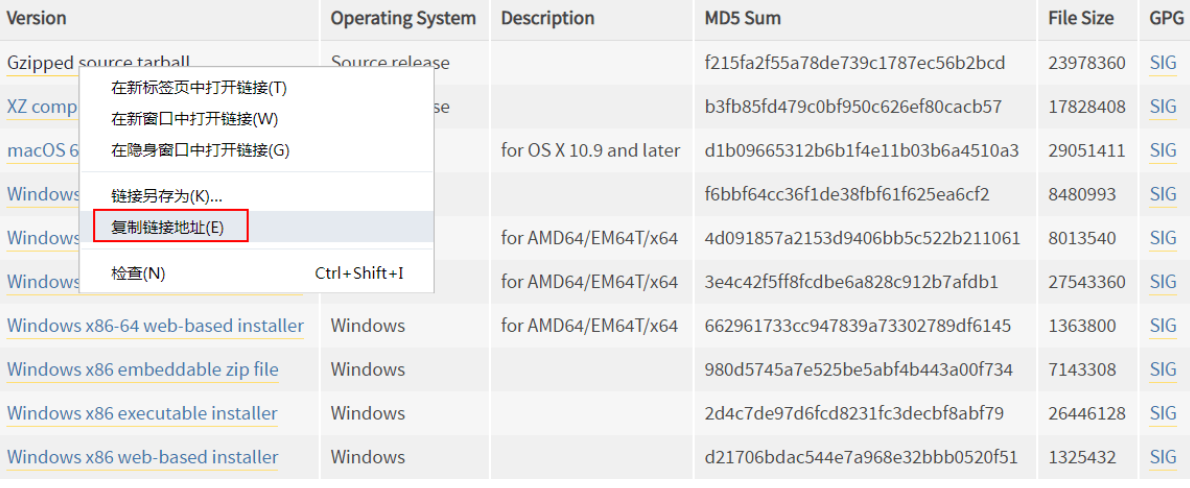 Version Operating System Description MD5 Sum File Size GPG
Gzipped source tarball Source release f215fa2f55a78de739c1787ec56b2bcd 23978360 SIG
在新标签页中打开链接(T)
XZ comp se b3fb85fd479c0bf950c626ef80cacb57 17828408 SIG
在新窗口中打开链接(W)
macOS 6 for OS X 10.9 and later d1b09665312b6b1f4e11b03b6a4510a3 29051411 SIG
在隐身窗口中打开链接(G)
Windows f6bbf64cc36f1de38fbf61f625ea6cf2 8480993 SIG
链接另存为(K)...
Windows for AMD64/EM64T/x64 4d091857a2153d9406bb5c522b211061 8013540 SIG
复制链接地址(E)
Windows for AMD64/EM64T/x64 3e4c42f5ff8fcdbe6a828c912b7afdb1 27543360 SIG
检查(N) Ctrl+Shift+I
Windows x86-64 web-based installer Windows for AMD64/EM64T/x64 662961733cc947839a73302789df6145 1363800 SIG
Windows x86 embeddable zip file Windows 980d5745a7e525be5abf4b443a00f734 7143308 SIG
Windows x86 executable installer Windows 2d4c7de97d6fcd8231fc3decbf8abf79 26446128 SIG
Windows x86 web-based installer Windows d21706bdac544e7a968e32bbb0520f51 1325432 SIG